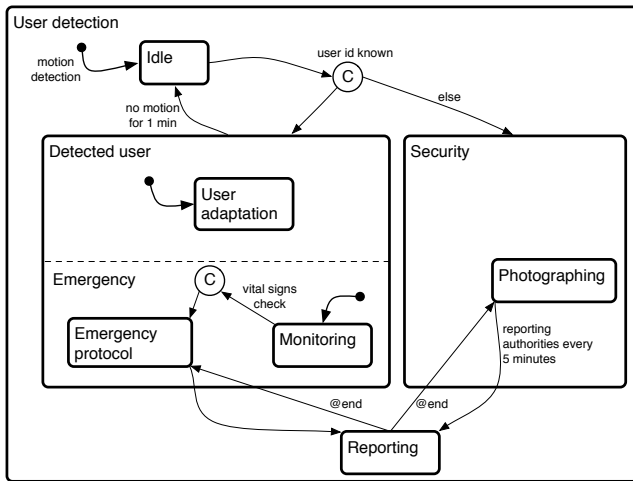 User detection
motion
detection
Idle
user id known
C
else
no motion
for 1 min
Detected user
User
adaptation
Security
Emergency
C
vital signs
check
Emergency
protocol
Monitoring
Photographing
reporting
authorities every
5 minutes
@end
@end
Reporting